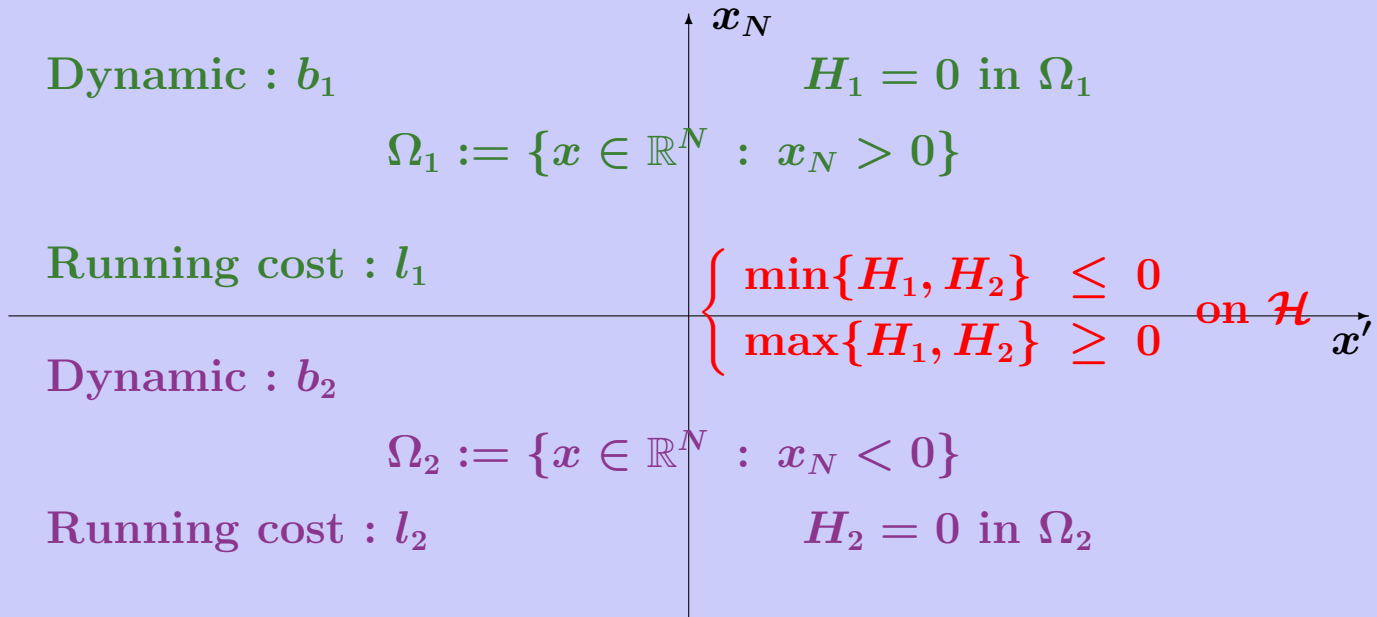 x_N
Dynamic : b_1 H_1 = 0 in Ω_1
Ω_1 := {x ∈ ℝ^N : x_N > 0}
Running cost : l_1
{ min{H_1, H_2} ≤ 0
max{H_1, H_2} ≥ 0 on ℋ
x′
Dynamic : b_2
Ω_2 := {x ∈ ℝ^N : x_N < 0}
Running cost : l_2 H_2 = 0 in Ω_2